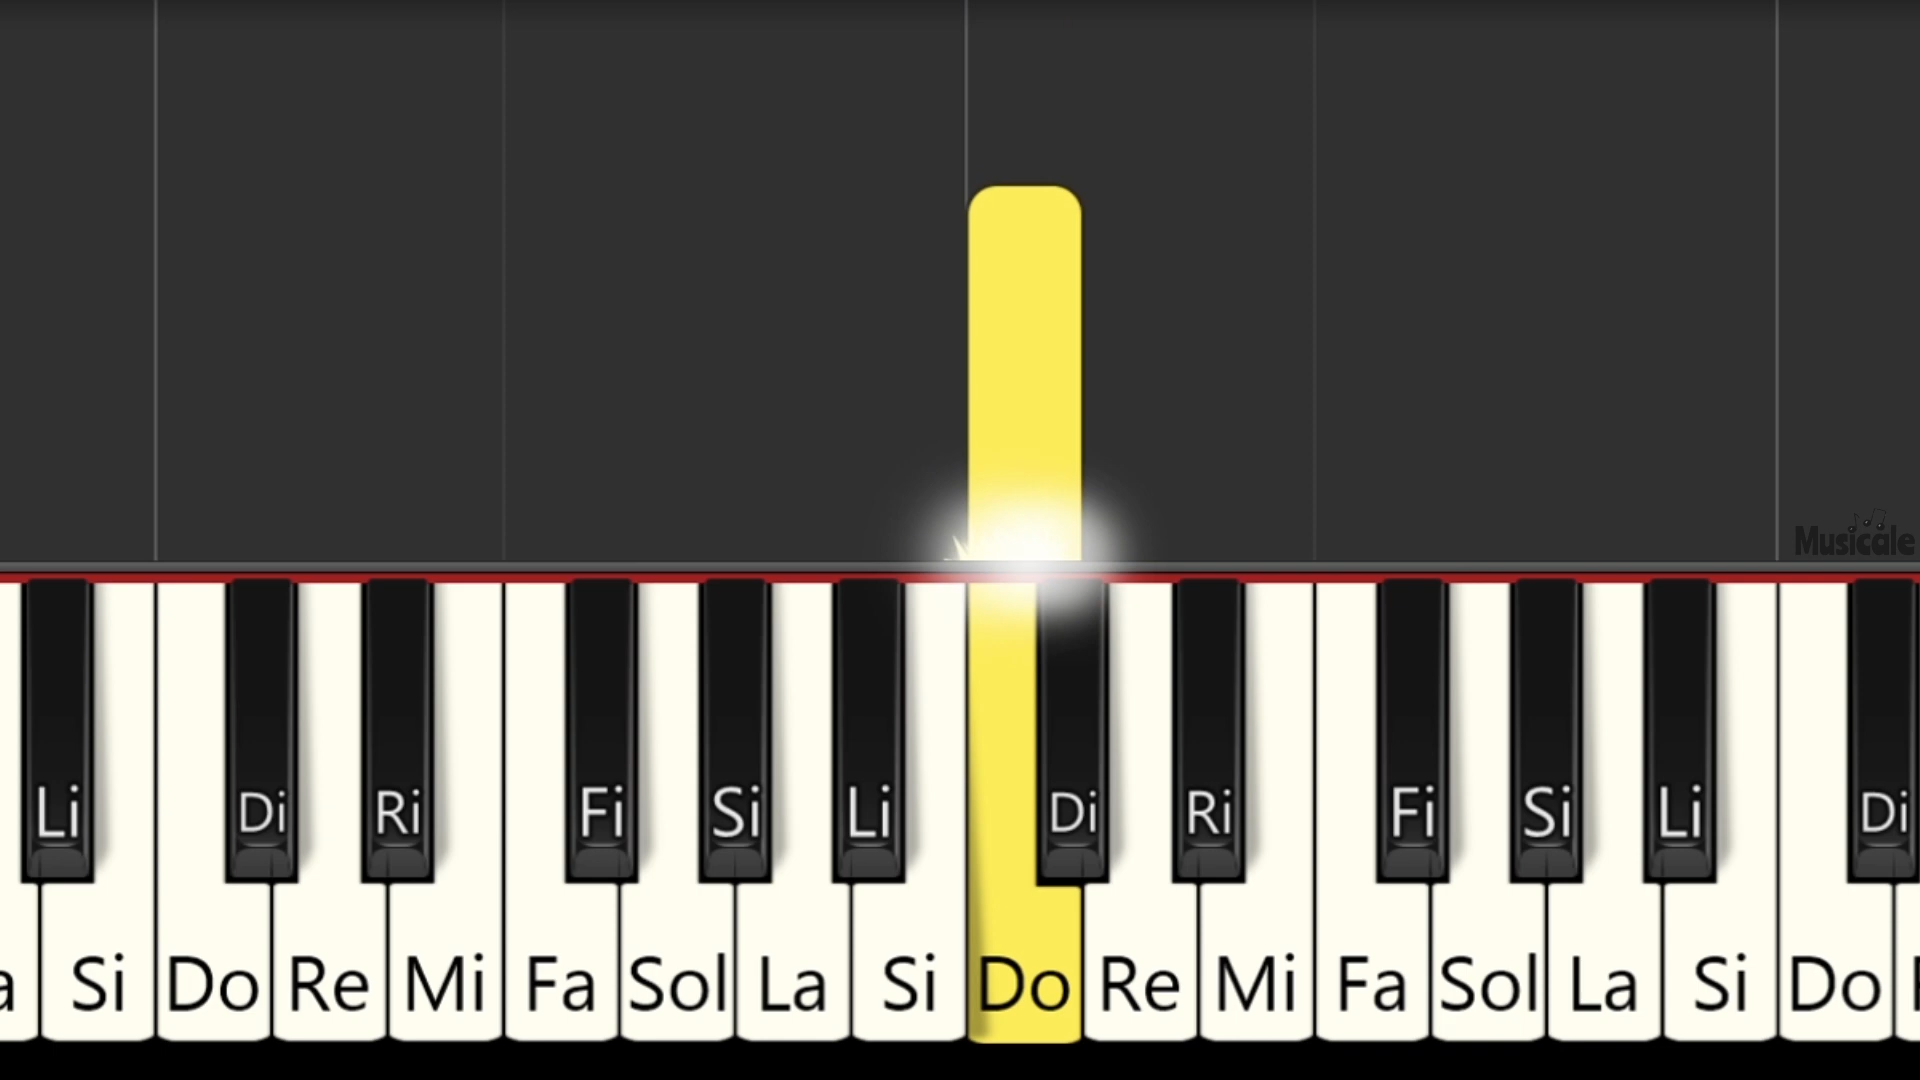 Musicale
Li Di Ri Fi Si Li Di Ri Fi Si Li Di
a Si Do Re Mi Fa Sol La Si Do Re Mi Fa Sol La Si Do